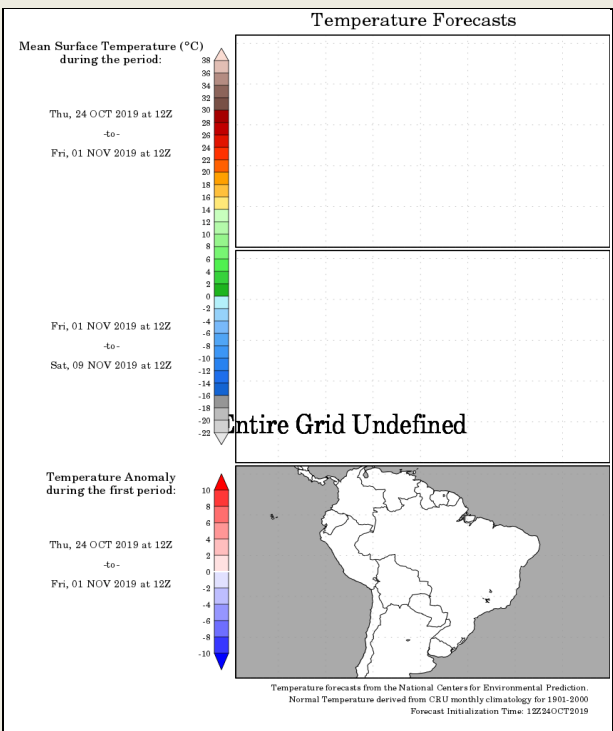 Temperature Forecasts
Mean Surface Temperature (°C)
during the period:
Thu, 24 OCT 2019 at 12Z
-to-
Fri, 01 NOV 2019 at 12Z
38
36
34
32
30
28
26
24
22
20
18
16
14
12
10
8
6
4
2
0
-2
-4
-6
-8
-10
-12
-14
-16
-18
-20
-22
Fri, 01 NOV 2019 at 12Z
-to-
Sat, 09 NOV 2019 at 12Z
Entire Grid Undefined
Temperature Anomaly
during the first period:
Thu, 24 OCT 2019 at 12Z
-to-
Fri, 01 NOV 2019 at 12Z
10
8
6
4
2
0
-2
-4
-6
-8
-10
Temperature forecasts from the National Centers for Environmental Prediction.
Normal Temperature derived from CRU monthly climatology for 1901-2000
Forecast Initialization Time: 12Z24OCT2019